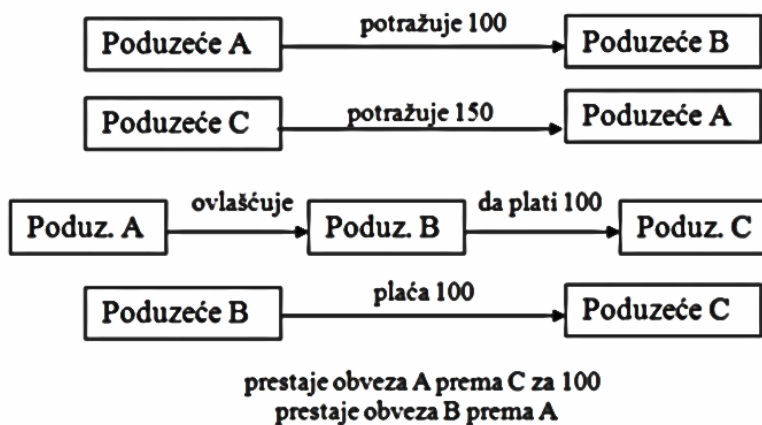 Poduzeće A potražuje 100 Poduzeće B
Poduzeće C potražuje 150 Poduzeće A
Poduz. A ovlašćuje Poduz. B da plati 100 Poduz. C
Poduzeće B plaća 100 Poduzeće C
prestaje obveza A prema C za 100
prestaje obveza B prema A